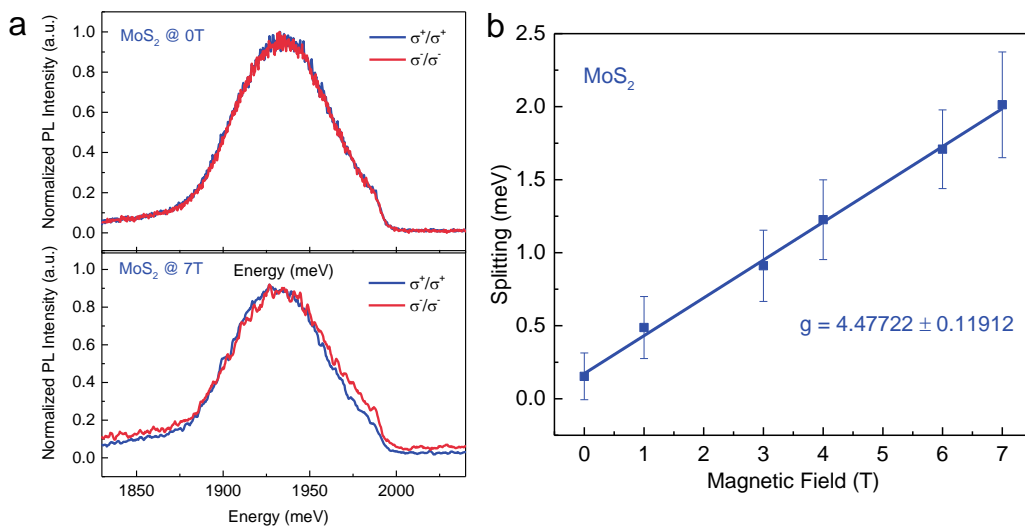 a
MoS₂ @ 0T
σ⁺/σ⁺
σ⁻/σ⁻
Normalized PL Intensity (a.u.)
1.0
0.8
0.6
0.4
0.2
0.0
Energy (meV)
MoS₂ @ 7T
σ⁺/σ⁺
σ⁻/σ⁻
Normalized PL Intensity (a.u.)
1.0
0.8
0.6
0.4
0.2
0.0
1850 1900 1950 2000
Energy (meV)
b
MoS₂
Splitting (meV)
2.5
2.0
1.5
1.0
0.5
0.0
g = 4.47722 ± 0.11912
0 1 2 3 4 5 6 7
Magnetic Field (T)